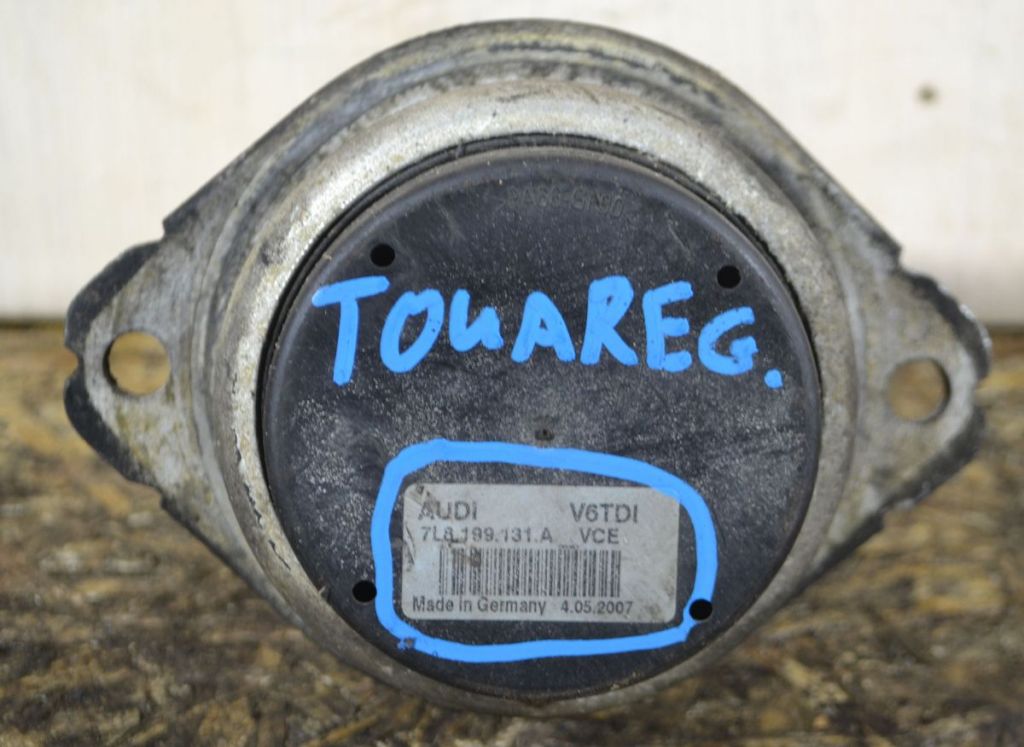 TOUAREG.
AUDI V6TDI
7L8.199.131.A VCE
Made in Germany 4.05.2007